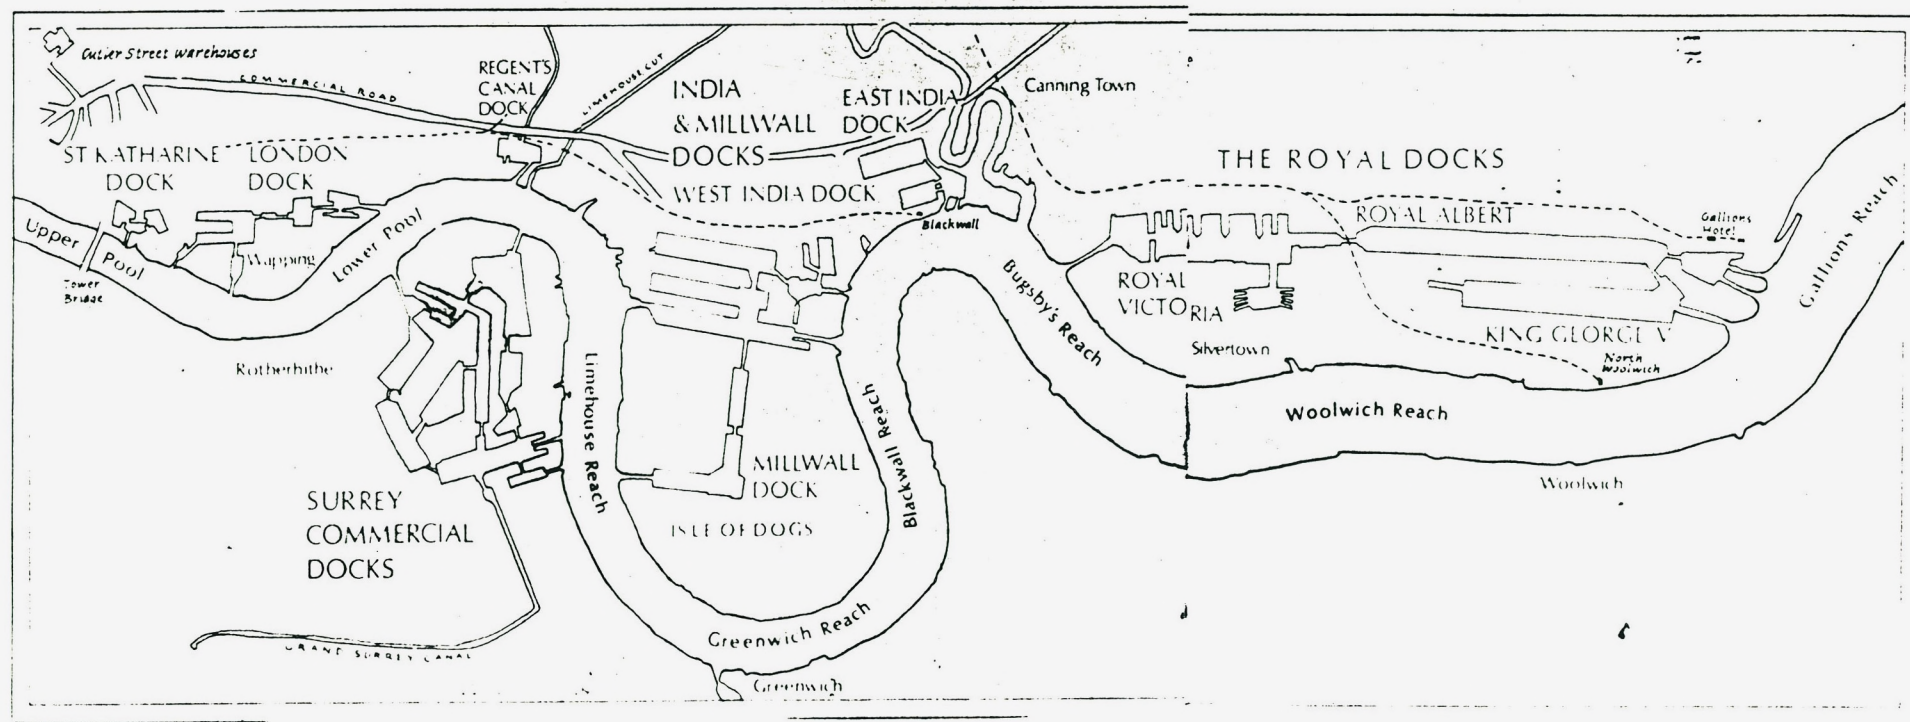 Cutler Street warehouses
COMMERCIAL ROAD
REGENT'S
CANAL
DOCK
LIMEHOUSE CUT
INDIA
& MILLWALL
DOCKS
EAST INDIA
DOCK
Canning Town
ST KATHARINE
DOCK
LONDON
DOCK
WEST INDIA DOCK
THE ROYAL DOCKS
ROYAL ALBERT
Gallions
Hotel
Gallions Reach
Upper
Pool
Tower
Bridge
Wapping
Lower Pool
Blackwall
Bugsby's Reach
ROYAL
VICTORIA
KING GEORGE V
Silvertown
North
Woolwich
Rotherhithe
Limehouse Reach
Blackwall Reach
Woolwich Reach
Woolwich
MILLWALL
DOCK
ISLE OF DOGS
SURREY
COMMERCIAL
DOCKS
GRAND SURREY CANAL
Greenwich Reach
Greenwich